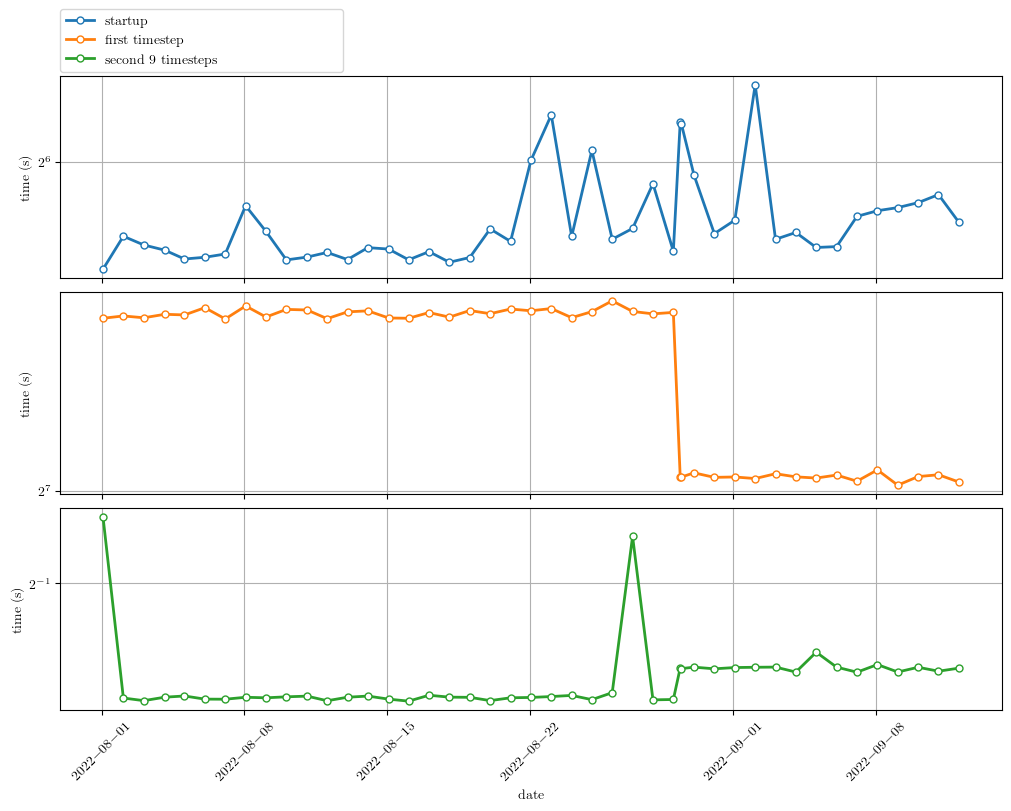 startup
first timestep
second 9 timesteps
time (s)
2^6
time (s)
2^7
time (s)
2^−1
2022−08−01
2022−08−08
2022−08−15
2022−08−22
2022−09−01
2022−09−08
date